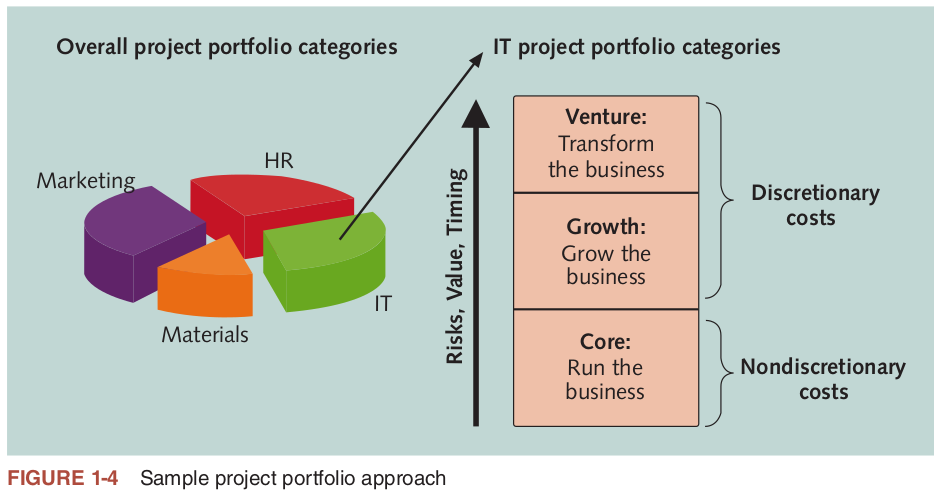 Overall project portfolio categories
IT project portfolio categories
HR
Marketing
IT
Materials
Risks, Value, Timing
Venture:
Transform
the business
Growth:
Grow the
business
Core:
Run the
business
Discretionary
costs
Nondiscretionary
costs
FIGURE 1-4 Sample project portfolio approach